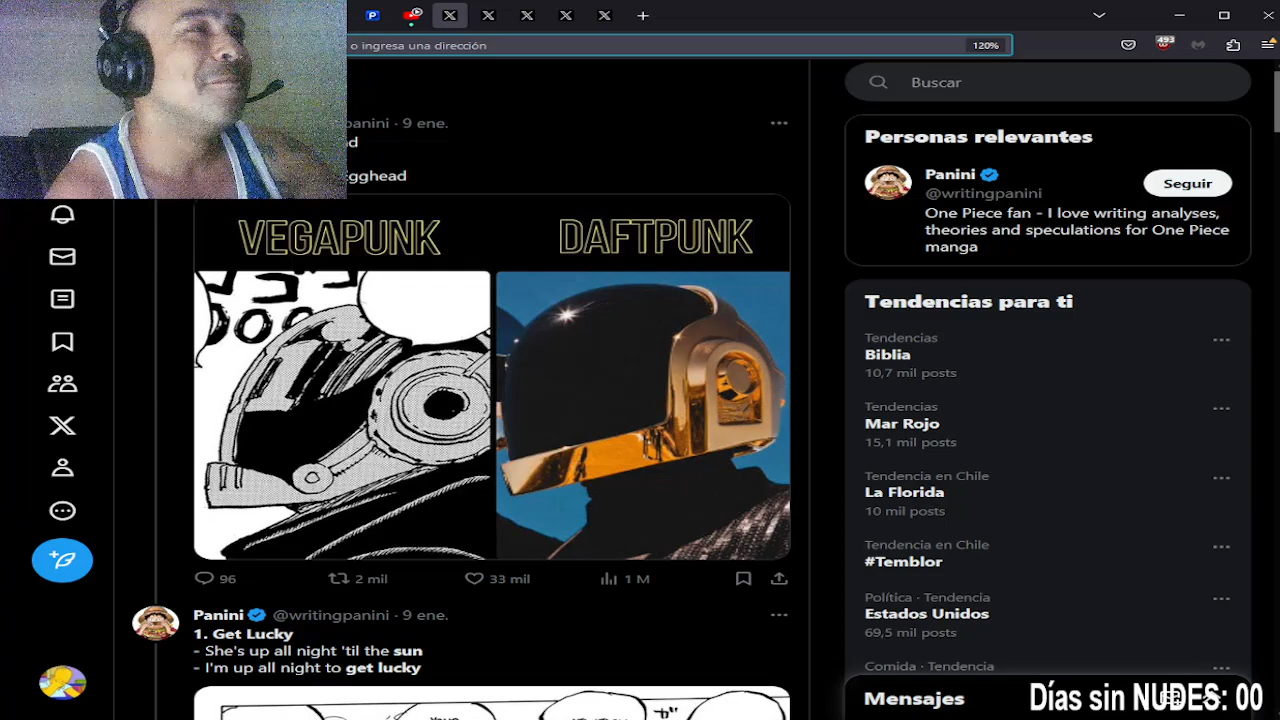 o ingresa una dirección
120%
493
panini · 9 ene.
gghead
VEGAPUNK
DAFTPUNK
96
2 mil
33 mil
1 M
Panini @writingpanini · 9 ene.
1. Get Lucky
- She's up all night 'til the sun
- I'm up all night to get lucky
Buscar
Personas relevantes
Panini
@writingpanini
Seguir
One Piece fan - I love writing analyses,
theories and speculations for One Piece
manga
Tendencias para ti
Tendencias
Biblia
10,7 mil posts
Tendencias
Mar Rojo
15,1 mil posts
Tendencia en Chile
La Florida
10 mil posts
Tendencia en Chile
#Temblor
Política · Tendencia
Estados Unidos
69,5 mil posts
Comida · Tendencia
Mensajes
Días sin NUDES: 00